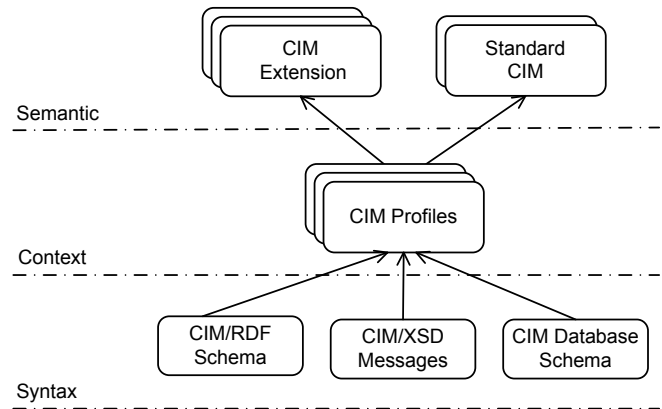 CIM
Extension
Standard
CIM
Semantic
CIM Profiles
Context
CIM/RDF
Schema
CIM/XSD
Messages
CIM Database
Schema
Syntax